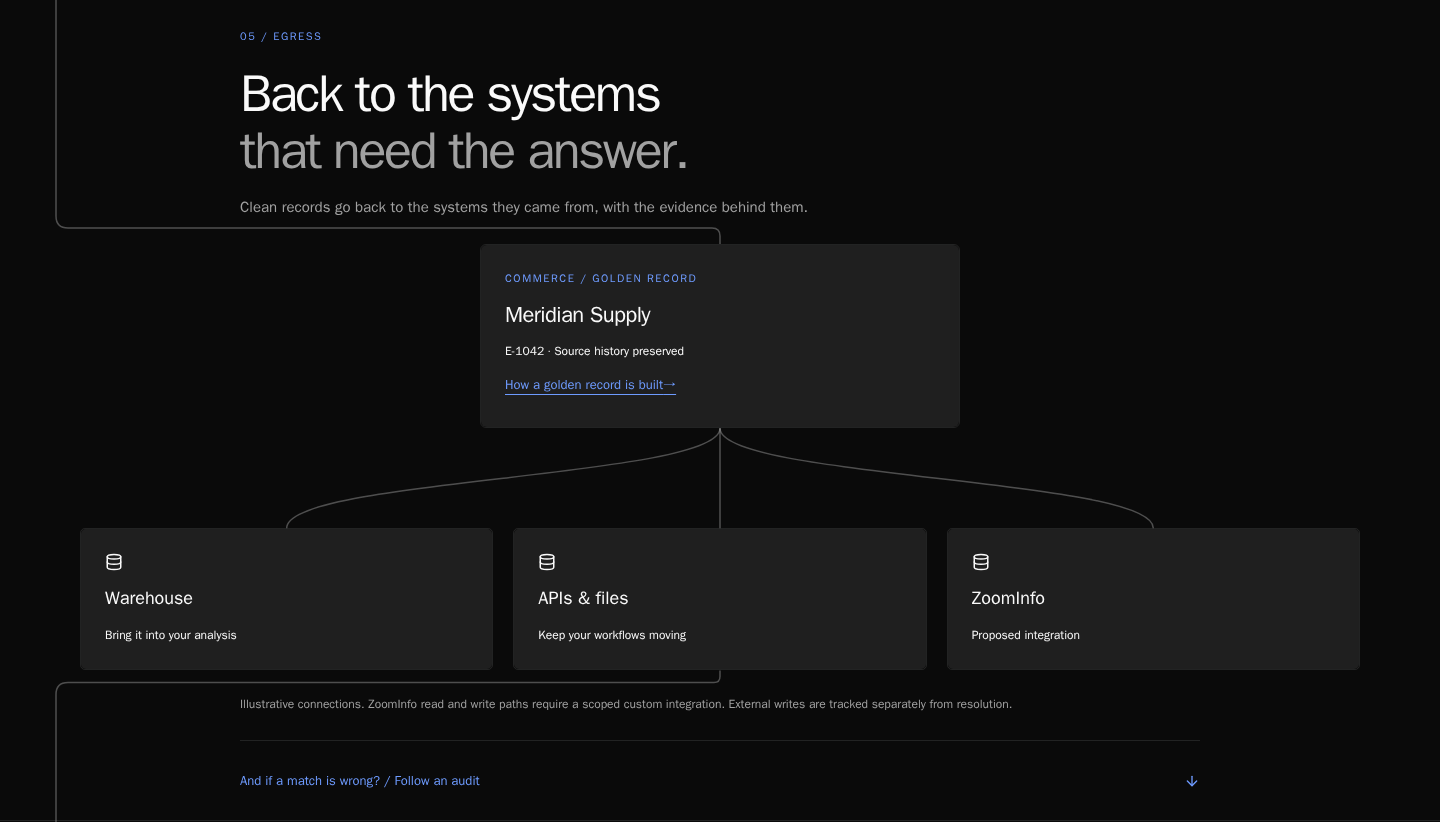 05 / EGRESS
Back to the systems
that need the answer.
Clean records go back to the systems they came from, with the evidence behind them.
COMMERCE / GOLDEN RECORD
Meridian Supply
E-1042 · Source history preserved
How a golden record is built→
Warehouse
Bring it into your analysis
APIs & files
Keep your workflows moving
ZoomInfo
Proposed integration
Illustrative connections. ZoomInfo read and write paths require a scoped custom integration. External writes are tracked separately from resolution.
And if a match is wrong? / Follow an audit